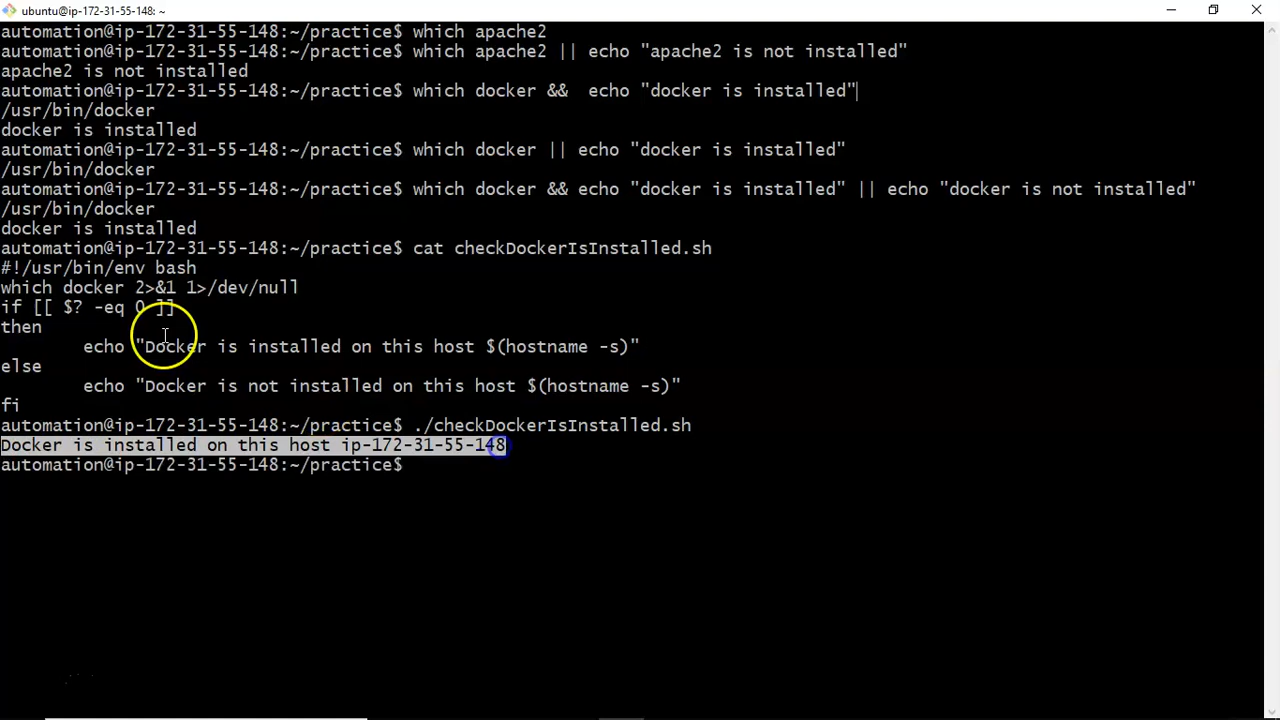 ubuntu@ip-172-31-55-148: ~
automation@ip-172-31-55-148:~/practice$ which apache2
automation@ip-172-31-55-148:~/practice$ which apache2 || echo "apache2 is not installed"
apache2 is not installed
automation@ip-172-31-55-148:~/practice$ which docker &&  echo "docker is installed"
/usr/bin/docker
docker is installed
automation@ip-172-31-55-148:~/practice$ which docker || echo "docker is installed"
/usr/bin/docker
automation@ip-172-31-55-148:~/practice$ which docker && echo "docker is installed" || echo "docker is not installed"
/usr/bin/docker
docker is installed
automation@ip-172-31-55-148:~/practice$ cat checkDockerIsInstalled.sh
#!/usr/bin/env bash
which docker 2>&1 1>/dev/null
if [[ $? -eq 0 ]]
then
        echo "Docker is installed on this host $(hostname -s)"
else
        echo "Docker is not installed on this host $(hostname -s)"
fi
automation@ip-172-31-55-148:~/practice$ ./checkDockerIsInstalled.sh
Docker is installed on this host ip-172-31-55-148
automation@ip-172-31-55-148:~/practice$